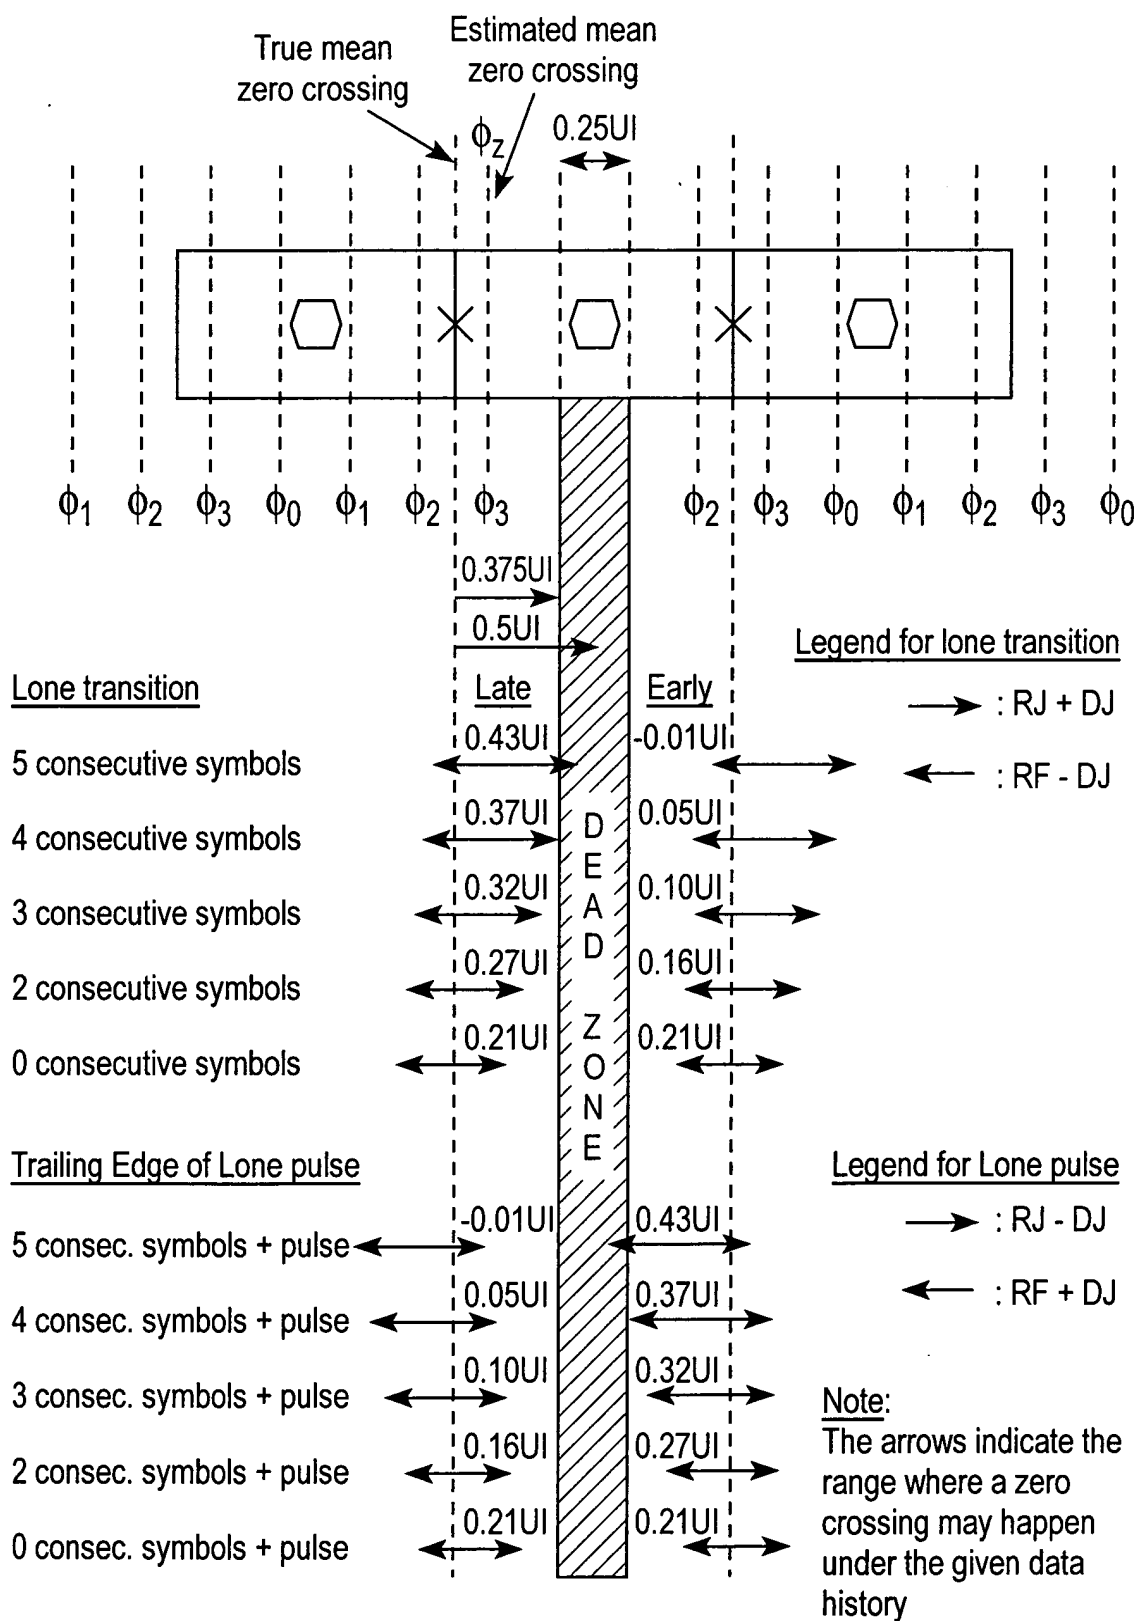 True mean
zero crossing
Estimated mean
zero crossing
ϕz
0.25UI
ϕ1 ϕ2 ϕ3 ϕ0 ϕ1 ϕ2 ϕ3 ϕ2 ϕ3 ϕ0 ϕ1 ϕ2 ϕ3 ϕ0
0.375UI
0.5UI
Legend for lone transition
: RJ + DJ
: RF - DJ
Lone transition Late Early
5 consecutive symbols 0.43UI -0.01UI
4 consecutive symbols 0.37UI 0.05UI
3 consecutive symbols 0.32UI 0.10UI
2 consecutive symbols 0.27UI 0.16UI
0 consecutive symbols 0.21UI 0.21UI
DEAD ZONE
Trailing Edge of Lone pulse
5 consec. symbols + pulse -0.01UI 0.43UI
4 consec. symbols + pulse 0.05UI 0.37UI
3 consec. symbols + pulse 0.10UI 0.32UI
2 consec. symbols + pulse 0.16UI 0.27UI
0 consec. symbols + pulse 0.21UI 0.21UI
Legend for Lone pulse
: RJ - DJ
: RF + DJ
Note:
The arrows indicate the
range where a zero
crossing may happen
under the given data
history